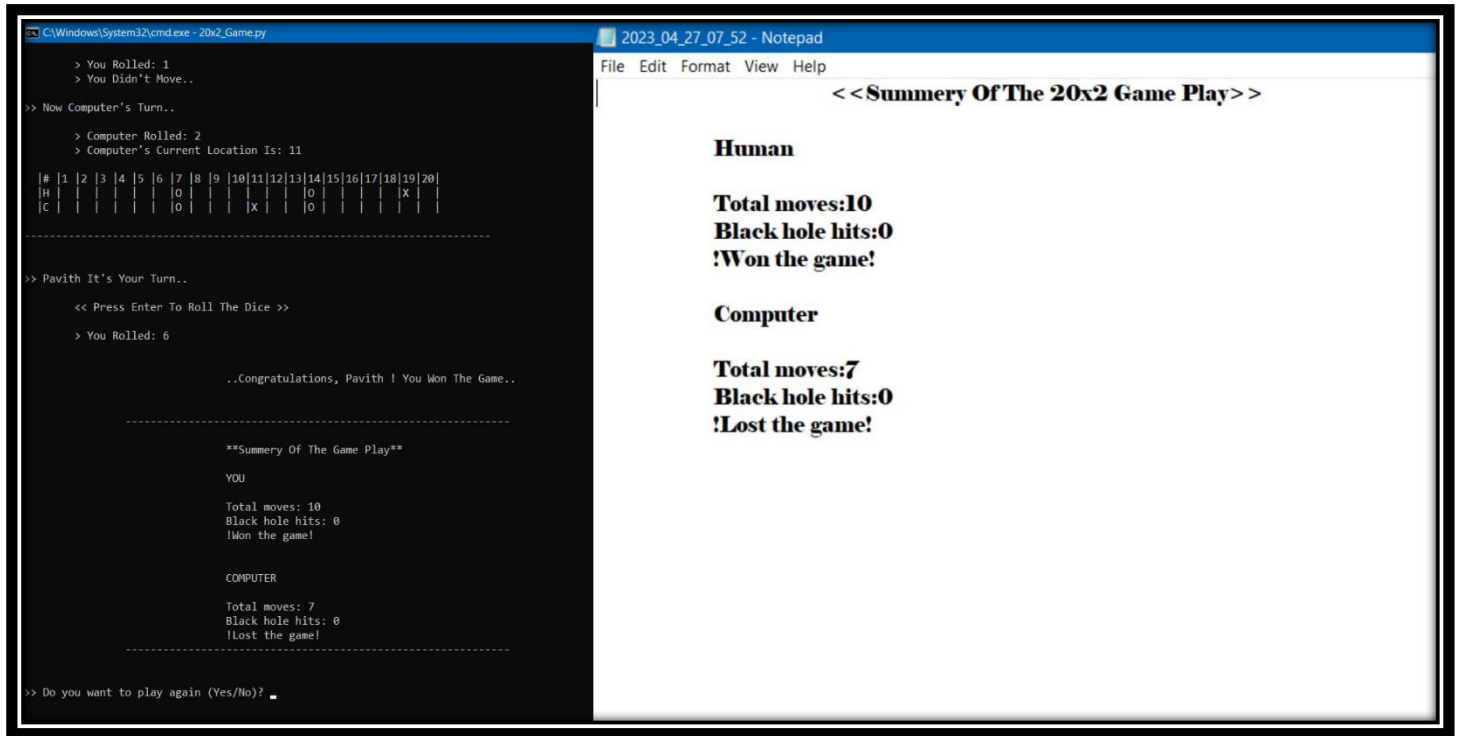 C:\Windows\System32\cmd.exe - 20x2_Game.py
> You Rolled: 1
> You Didn't Move..
>> Now Computer's Turn..
> Computer Rolled: 2
> Computer's Current Location Is: 11
|# |1 |2 |3 |4 |5 |6 |7 |8 |9 |10|11|12|13|14|15|16|17|18|19|20|
|H | | | | | | |O | | | | | | |O | | | | |X | |
|C | | | | | | |O | | | |X | | |O | | | | | | |
--------------------------------------------------------------------------
>> Pavith It's Your Turn..
<< Press Enter To Roll The Dice >>
> You Rolled: 6
..Congratulations, Pavith ! You Won The Game..
-------------------------------------------------------------
**Summery Of The Game Play**
YOU
Total moves: 10
Black hole hits: 0
!Won the game!
COMPUTER
Total moves: 7
Black hole hits: 0
!Lost the game!
-------------------------------------------------------------
>> Do you want to play again (Yes/No)? _
2023_04_27_07_52 - Notepad
File Edit Format View Help
<<Summery Of The 20x2 Game Play>>
Human
Total moves:10
Black hole hits:0
!Won the game!
Computer
Total moves:7
Black hole hits:0
!Lost the game!